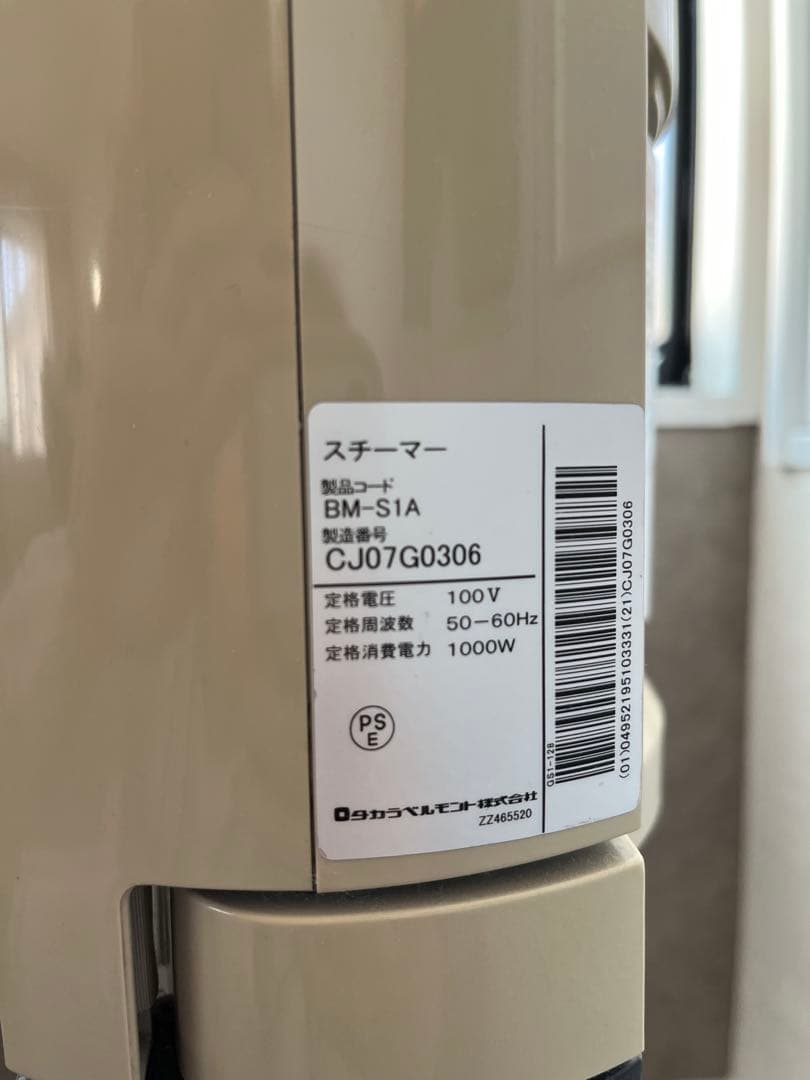 スチーマー
製品コード
BM-S1A
製造番号
CJ07G0306
定格電圧 100V
定格周波数 50-60Hz
定格消費電力 1000W
PS
E
タカラベルモント株式会社
ZZ465520
GS1-128
(01)04952195103331(21)CJ07G0306